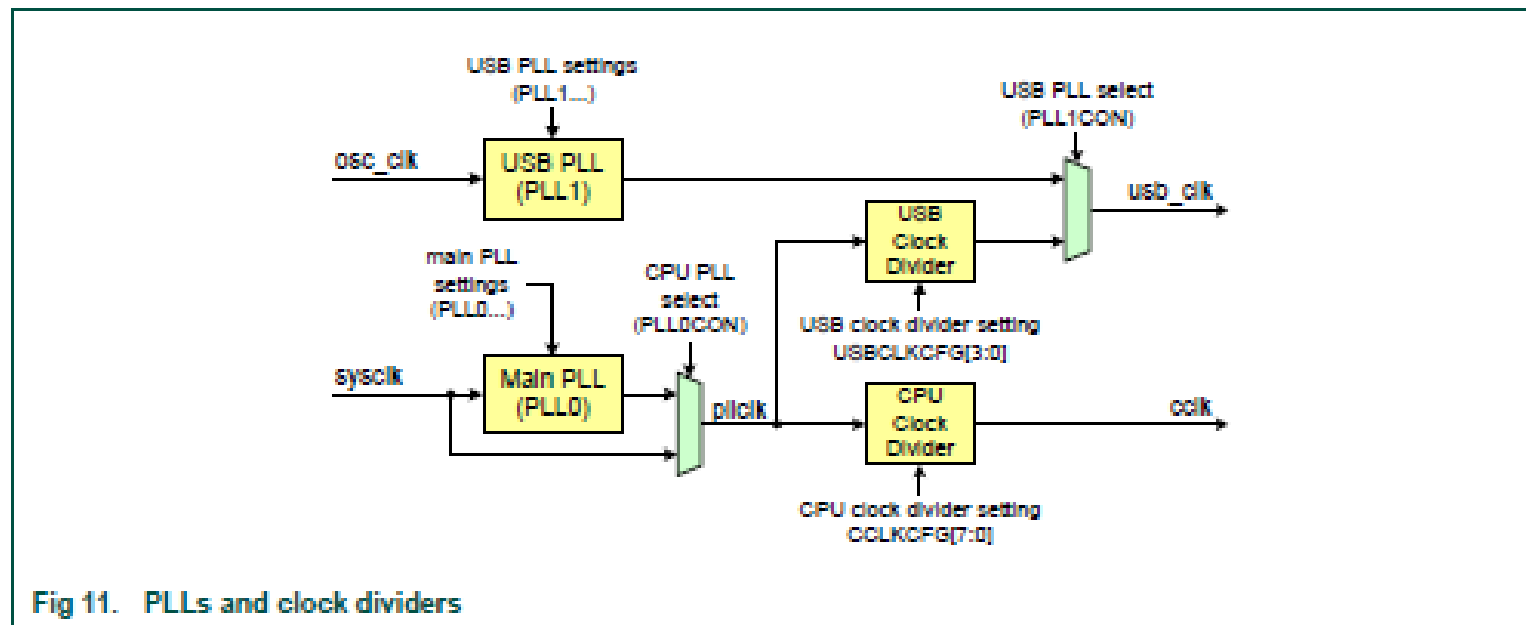 USB PLL settings
(PLL1...)
USB PLL select
(PLL1CON)
osc_clk
USB PLL
(PLL1)
usb_clk
USB
Clock
Divider
main PLL
settings
(PLL0...)
CPU PLL
select
(PLL0CON)
USB clock divider setting
USBCLKCFG[3:0]
sysclk
Main PLL
(PLL0)
pllclk
CPU
Clock
Divider
cclk
CPU clock divider setting
CCLKCFG[7:0]
Fig 11. PLLs and clock dividers